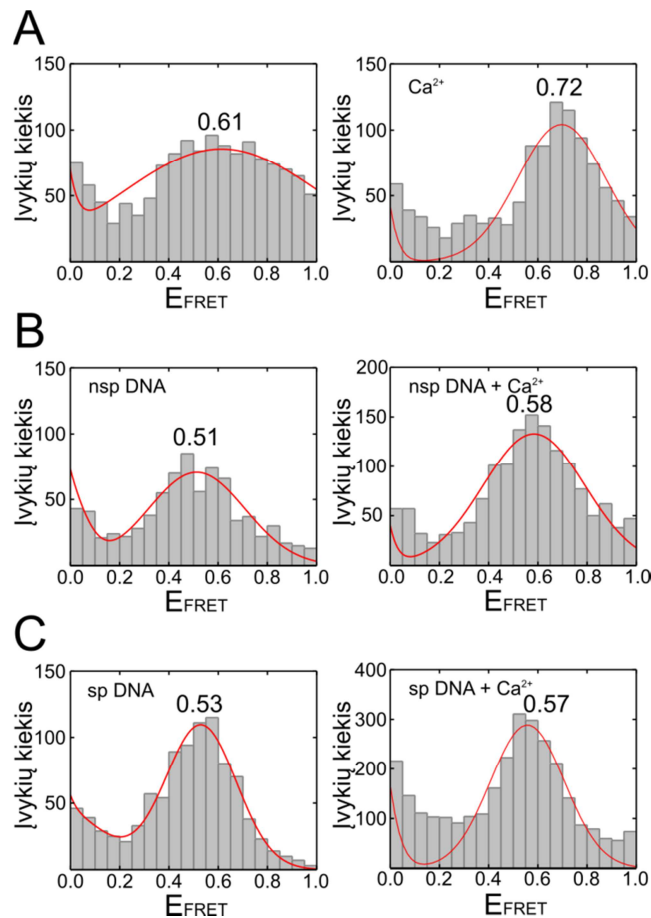 A
150
100
50
0.0 0.2 0.4 0.6 0.8 1.0
Įvykių kiekis
EFRET
0.61
150
100
50
0.0 0.2 0.4 0.6 0.8 1.0
Įvykių kiekis
EFRET
Ca²⁺
0.72
B
150
100
50
0.0 0.2 0.4 0.6 0.8 1.0
Įvykių kiekis
EFRET
nsp DNA
0.51
200
150
100
50
0.0 0.2 0.4 0.6 0.8 1.0
Įvykių kiekis
EFRET
nsp DNA + Ca²⁺
0.58
C
150
100
50
0.0 0.2 0.4 0.6 0.8 1.0
Įvykių kiekis
EFRET
sp DNA
0.53
400
300
200
100
0.0 0.2 0.4 0.6 0.8 1.0
Įvykių kiekis
EFRET
sp DNA + Ca²⁺
0.57